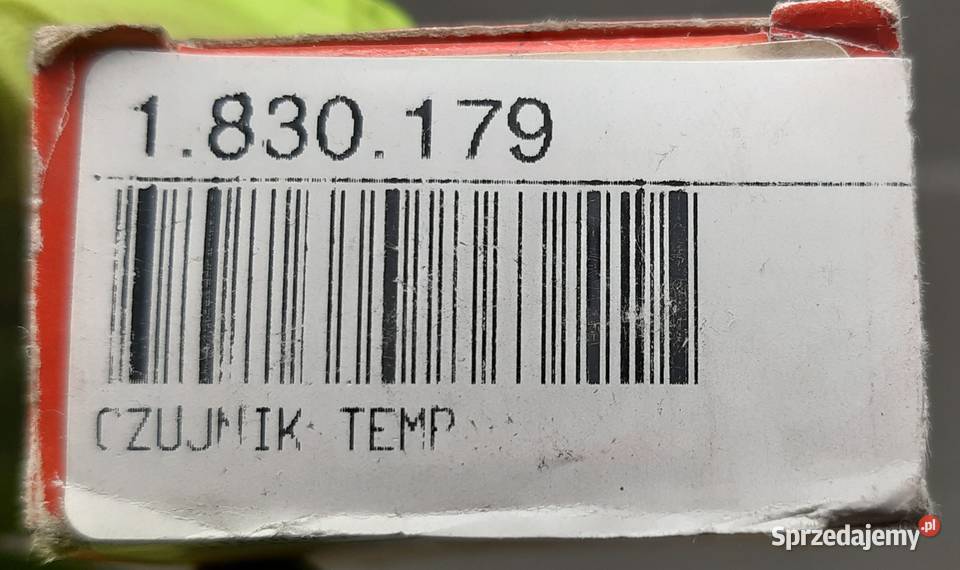 1.830.179
CZUJNIK TEMP
Sprzedajemy.pl